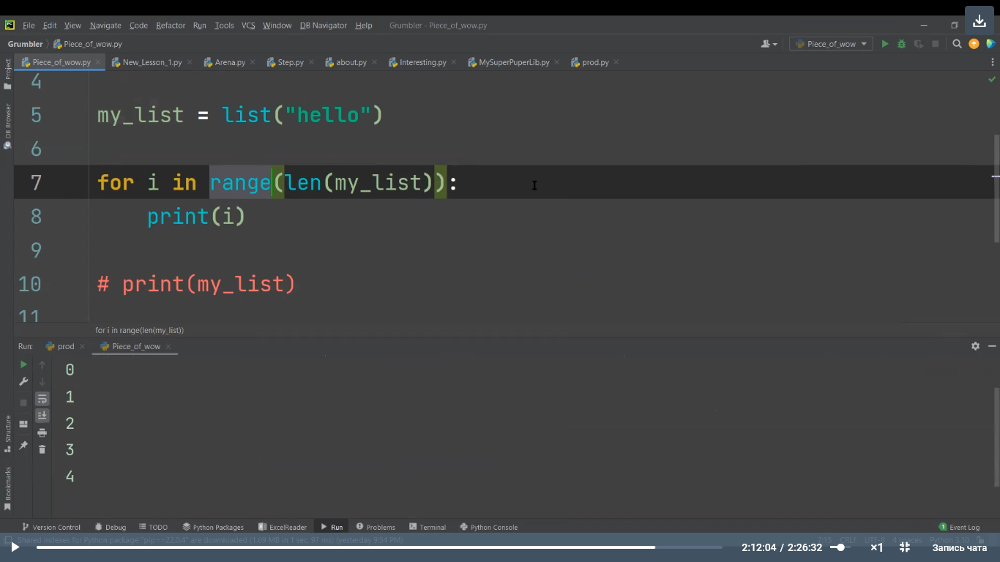 File Edit View Navigate Code Refactor Run Tools VCS Window DB Navigator Help Grumbler - Piece_of_wow.py
Grumbler Piece_of_wow.py Piece_of_wow
Piece_of_wow.py New_Lesson_1.py Arena.py Step.py about.py Interesting.py MySuperPuperLib.py prod.py
Project
DB Browser
4
5 my_list = list("hello")
6
7 for i in range(len(my_list)):
8 print(i)
9
10 # print(my_list)
11
for i in range(len(my_list))
Run: prod Piece_of_wow
0
1
2
3
4
Structure
Bookmarks
Version Control Debug TODO Python Packages ExcelReader Run Problems Terminal Python Console 1 Event Log
Shared indexes for Python package "pip==22.0.4" are downloaded (1.69 MB in 1 sec, 97 ms) (yesterday 9:54 PM) 7:15 CRLF UTF-8 4 spaces Python 3.10
2:12:04 / 2:26:32 ×1 Запись чата